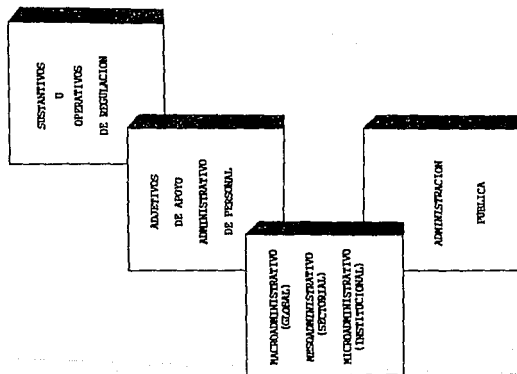 SUSTANTIVOS
U
OPERATIVOS
DE REGULACION
ADJETIVOS
DE APOYO
ADMINISTRATIVO
DE PERSONAL
MACROADMINISTRATIVO
(GLOBAL)
MESOADMINISTRATIVO
(SECTORIAL)
MICROADMINISTRATIVO
(INSTITUCIONAL)
ADMINISTRACION
PUBLICA